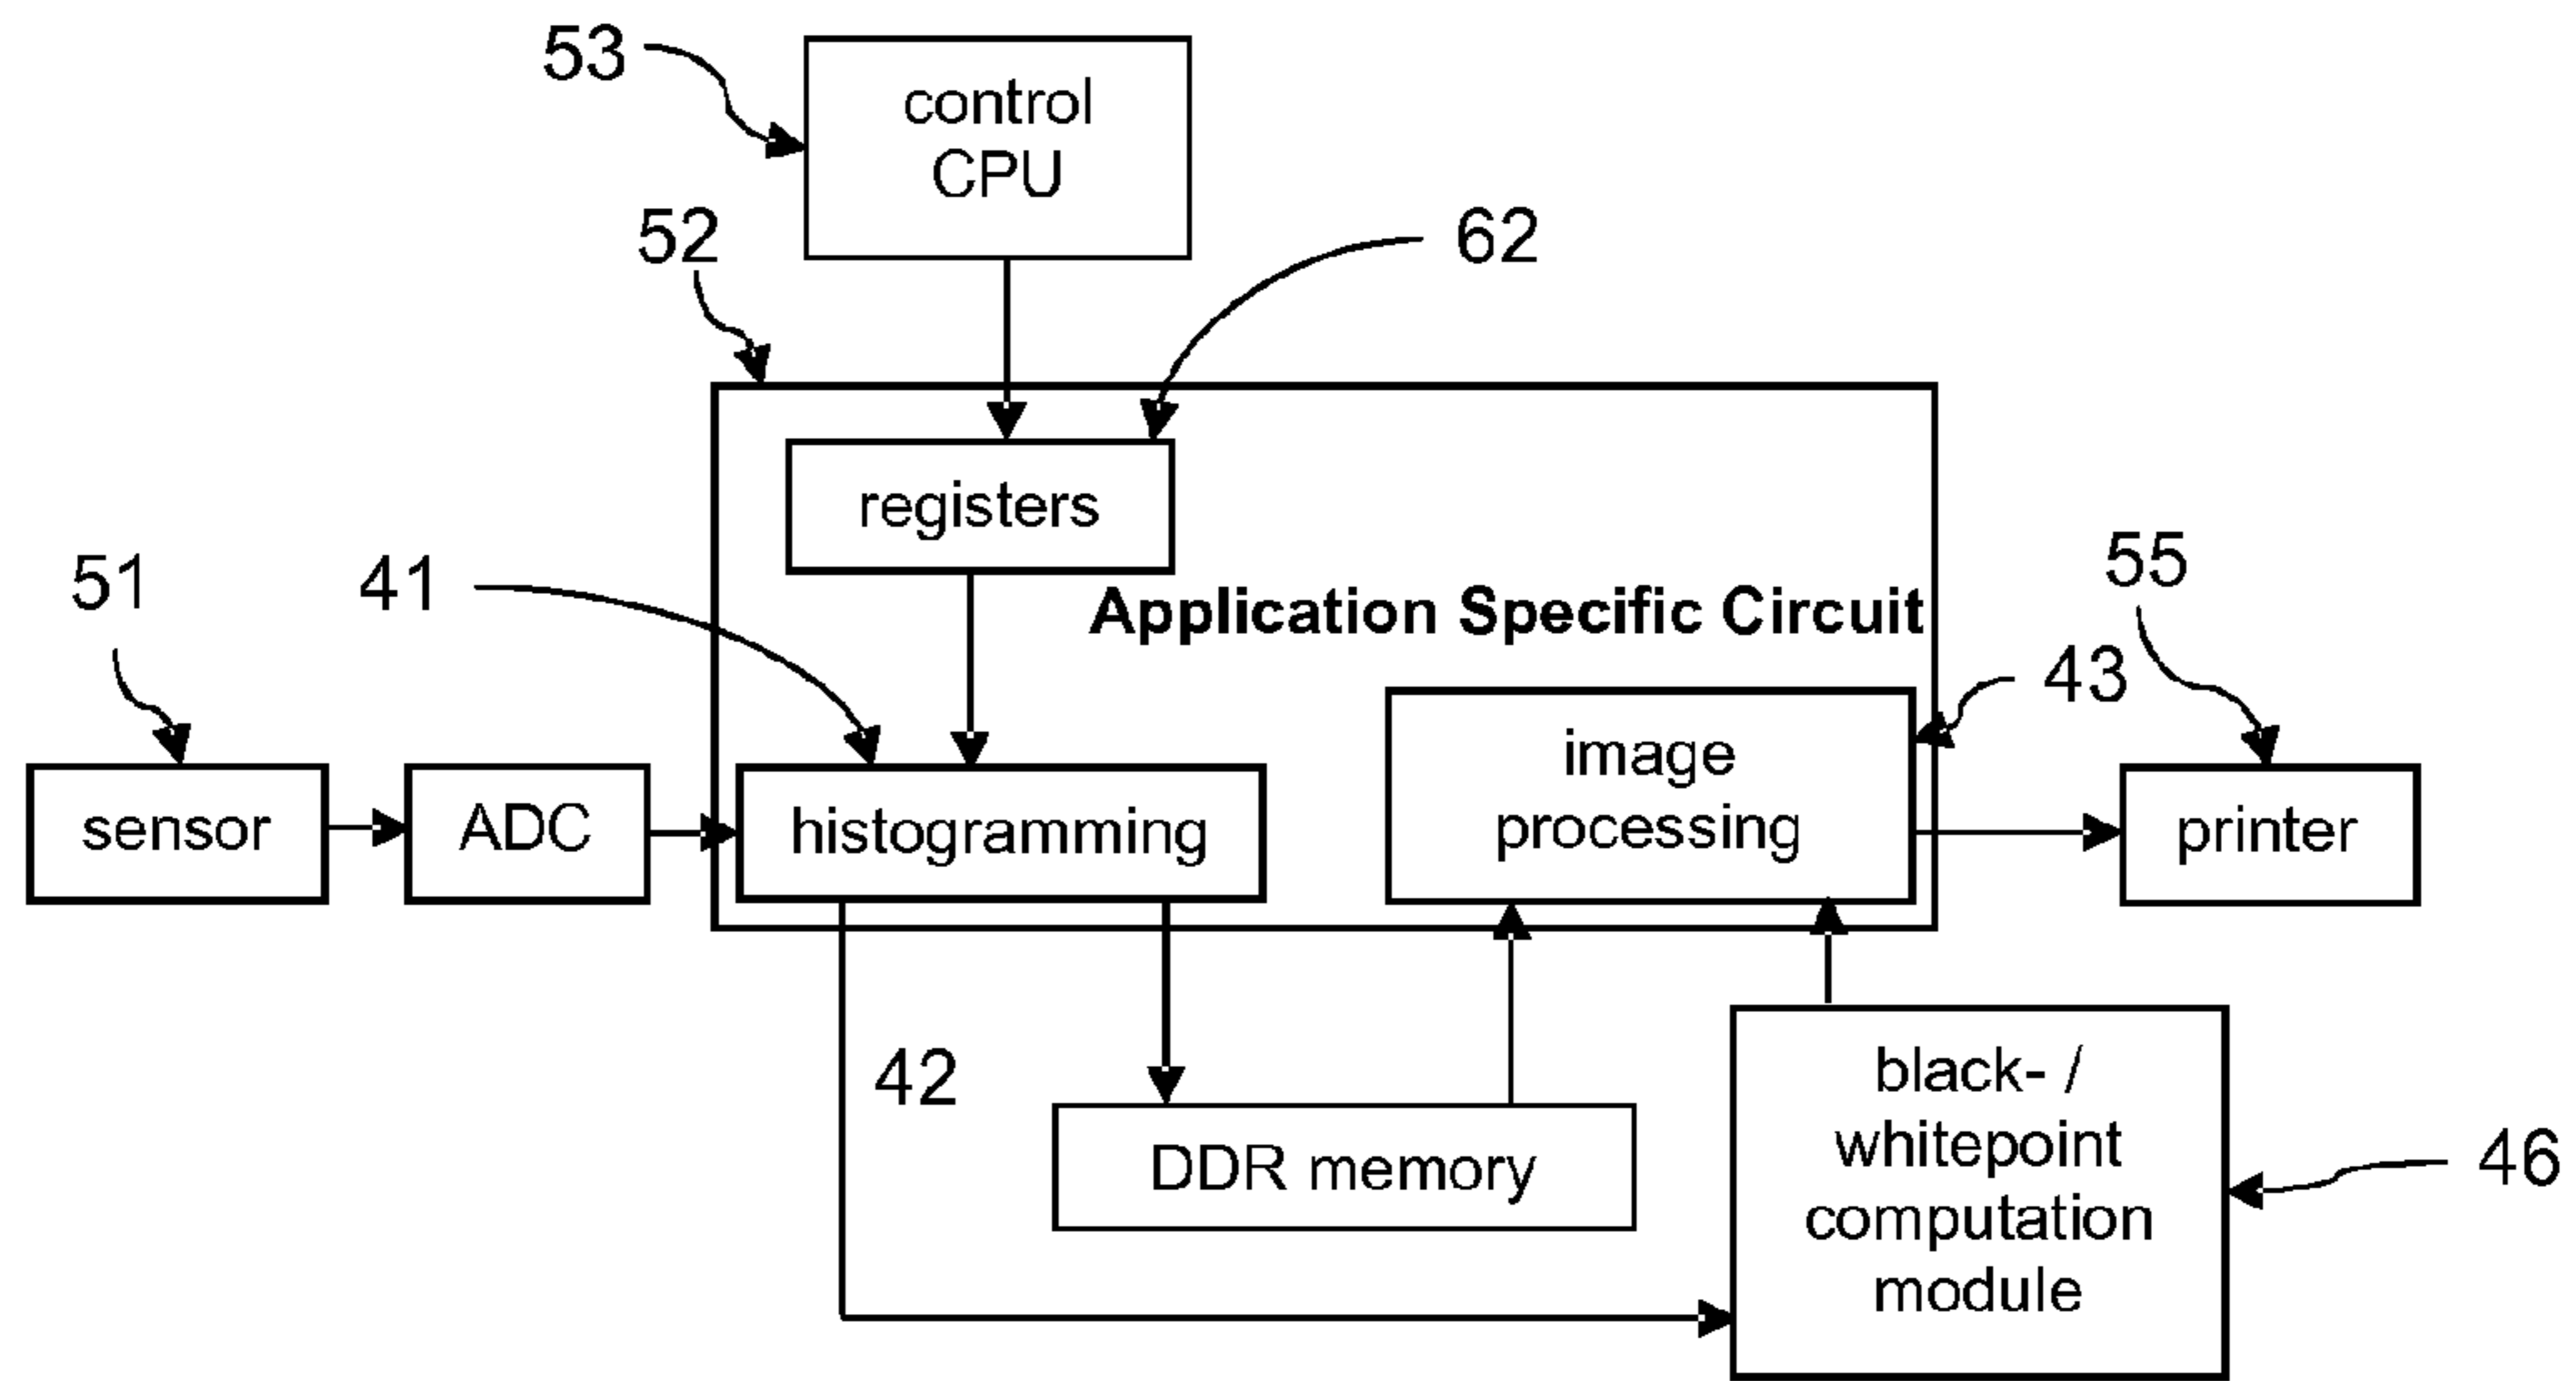 53
control
CPU
52
62
registers
51
41
Application Specific Circuit
55
43
sensor
ADC
histogramming
image
processing
printer
42
DDR memory
black- /
whitepoint
computation
module
46